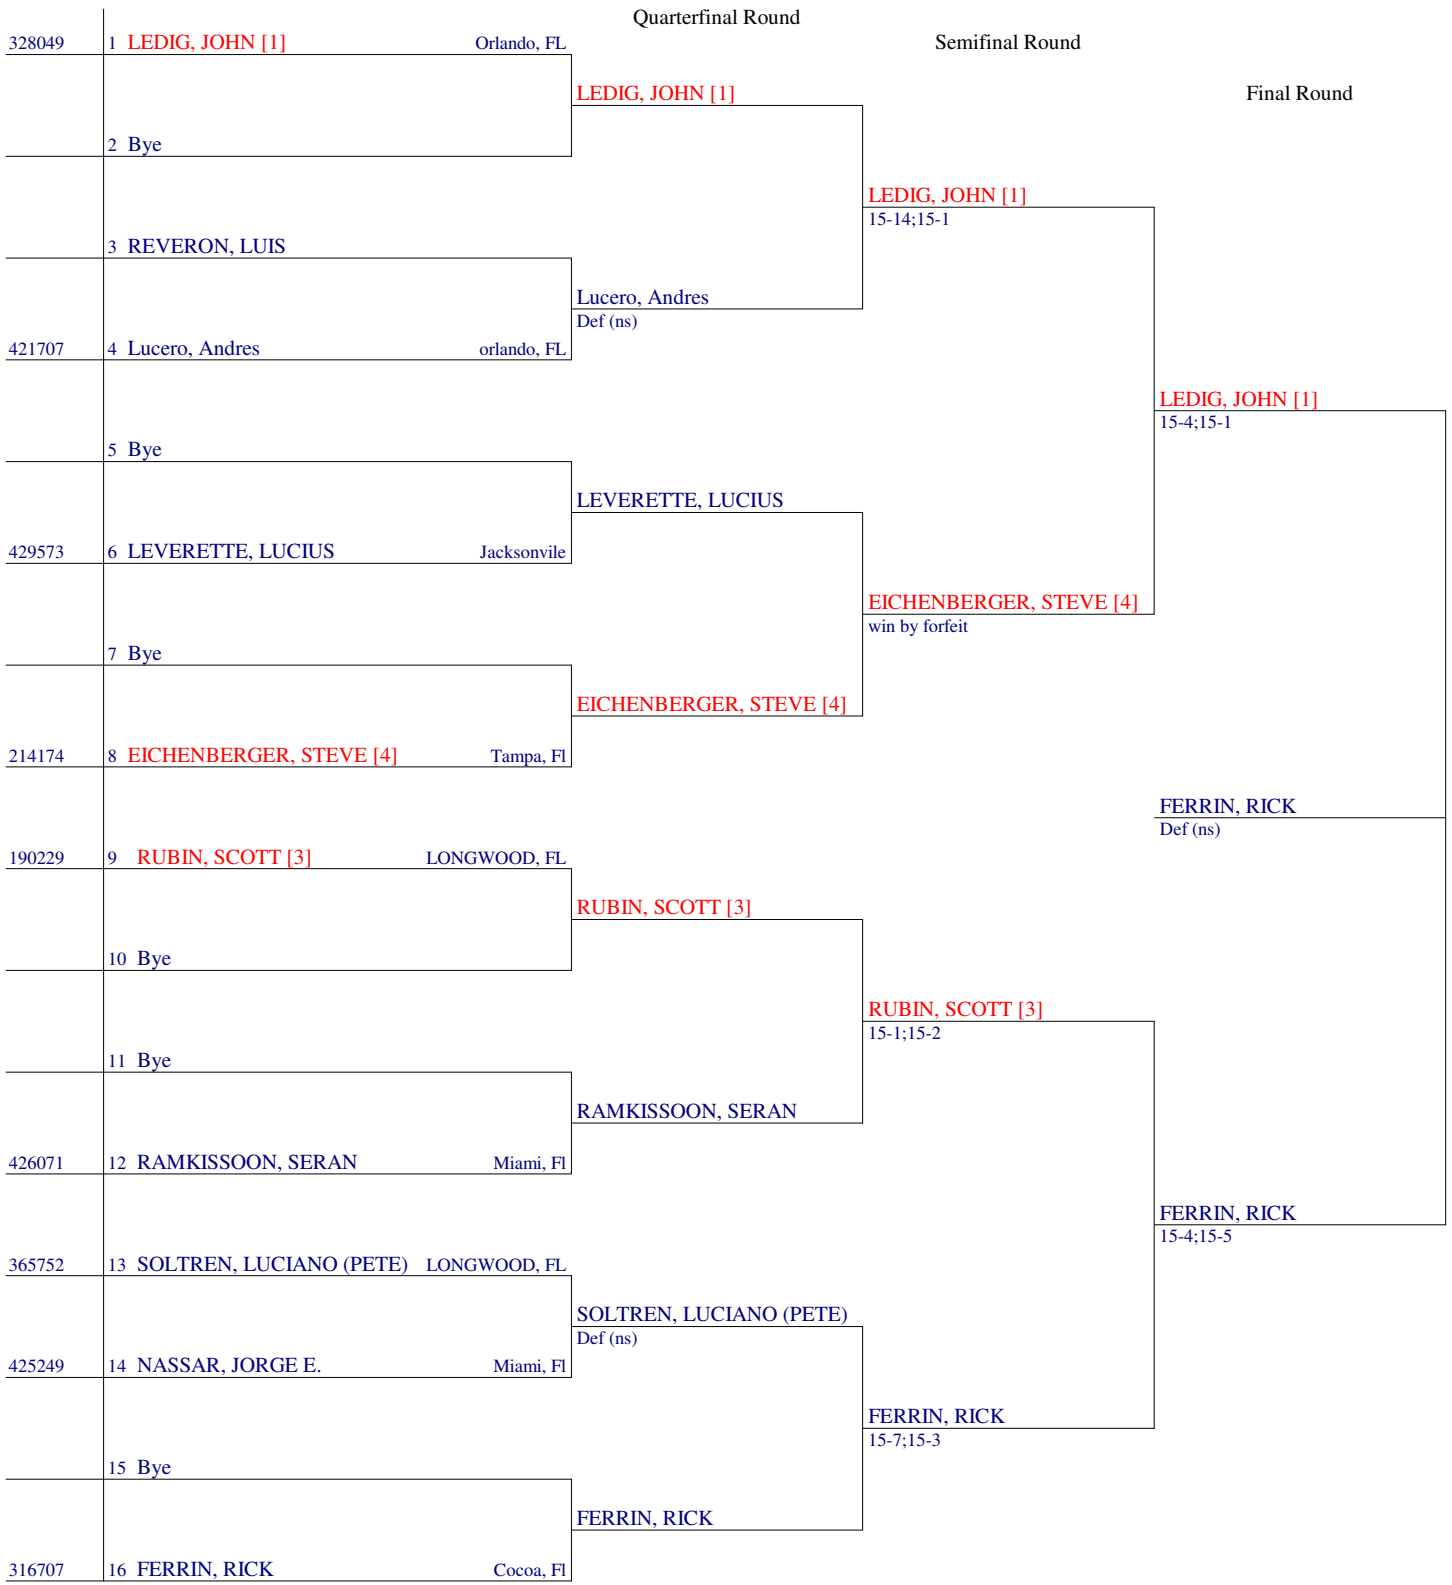 Quarterfinal Round
328049 1 LEDIG, JOHN [1] Orlando, FL
Semifinal Round
LEDIG, JOHN [1]
Final Round
2 Bye
LEDIG, JOHN [1]
15-14;15-1
3 REVERON, LUIS
Lucero, Andres
Def (ns)
421707 4 Lucero, Andres orlando, FL
LEDIG, JOHN [1]
15-4;15-1
5 Bye
LEVERETTE, LUCIUS
429573 6 LEVERETTE, LUCIUS Jacksonvile
EICHENBERGER, STEVE [4]
win by forfeit
7 Bye
EICHENBERGER, STEVE [4]
214174 8 EICHENBERGER, STEVE [4] Tampa, Fl
FERRIN, RICK
Def (ns)
190229 9 RUBIN, SCOTT [3] LONGWOOD, FL
RUBIN, SCOTT [3]
10 Bye
RUBIN, SCOTT [3]
15-1;15-2
11 Bye
RAMKISSOON, SERAN
426071 12 RAMKISSOON, SERAN Miami, Fl
FERRIN, RICK
15-4;15-5
365752 13 SOLTREN, LUCIANO (PETE) LONGWOOD, FL
SOLTREN, LUCIANO (PETE)
Def (ns)
425249 14 NASSAR, JORGE E. Miami, Fl
FERRIN, RICK
15-7;15-3
15 Bye
FERRIN, RICK
316707 16 FERRIN, RICK Cocoa, Fl